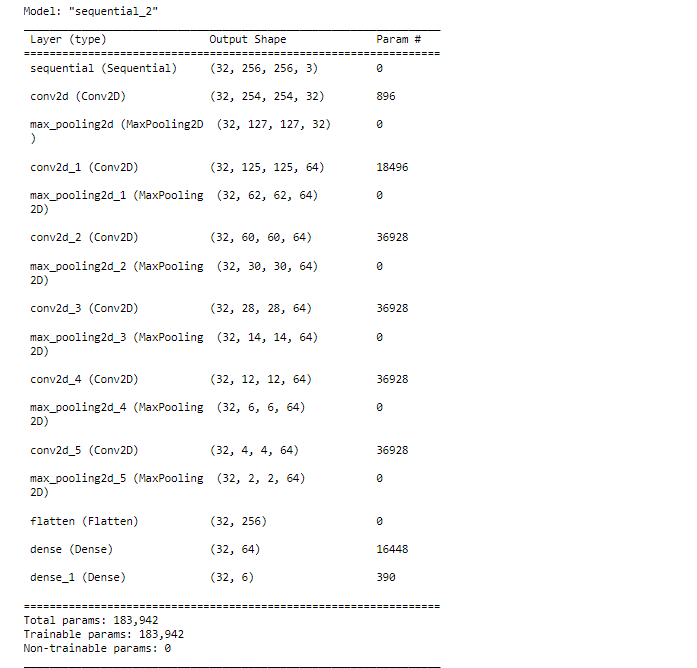 Model: "sequential_2"
_________________________________________________________________
Layer (type) Output Shape Param #
=================================================================
sequential (Sequential) (32, 256, 256, 3) 0
conv2d (Conv2D) (32, 254, 254, 32) 896
max_pooling2d (MaxPooling2D (32, 127, 127, 32) 0
)
conv2d_1 (Conv2D) (32, 125, 125, 64) 18496
max_pooling2d_1 (MaxPooling (32, 62, 62, 64) 0
2D)
conv2d_2 (Conv2D) (32, 60, 60, 64) 36928
max_pooling2d_2 (MaxPooling (32, 30, 30, 64) 0
2D)
conv2d_3 (Conv2D) (32, 28, 28, 64) 36928
max_pooling2d_3 (MaxPooling (32, 14, 14, 64) 0
2D)
conv2d_4 (Conv2D) (32, 12, 12, 64) 36928
max_pooling2d_4 (MaxPooling (32, 6, 6, 64) 0
2D)
conv2d_5 (Conv2D) (32, 4, 4, 64) 36928
max_pooling2d_5 (MaxPooling (32, 2, 2, 64) 0
2D)
flatten (Flatten) (32, 256) 0
dense (Dense) (32, 64) 16448
dense_1 (Dense) (32, 6) 390
=================================================================
Total params: 183,942
Trainable params: 183,942
Non-trainable params: 0
_________________________________________________________________